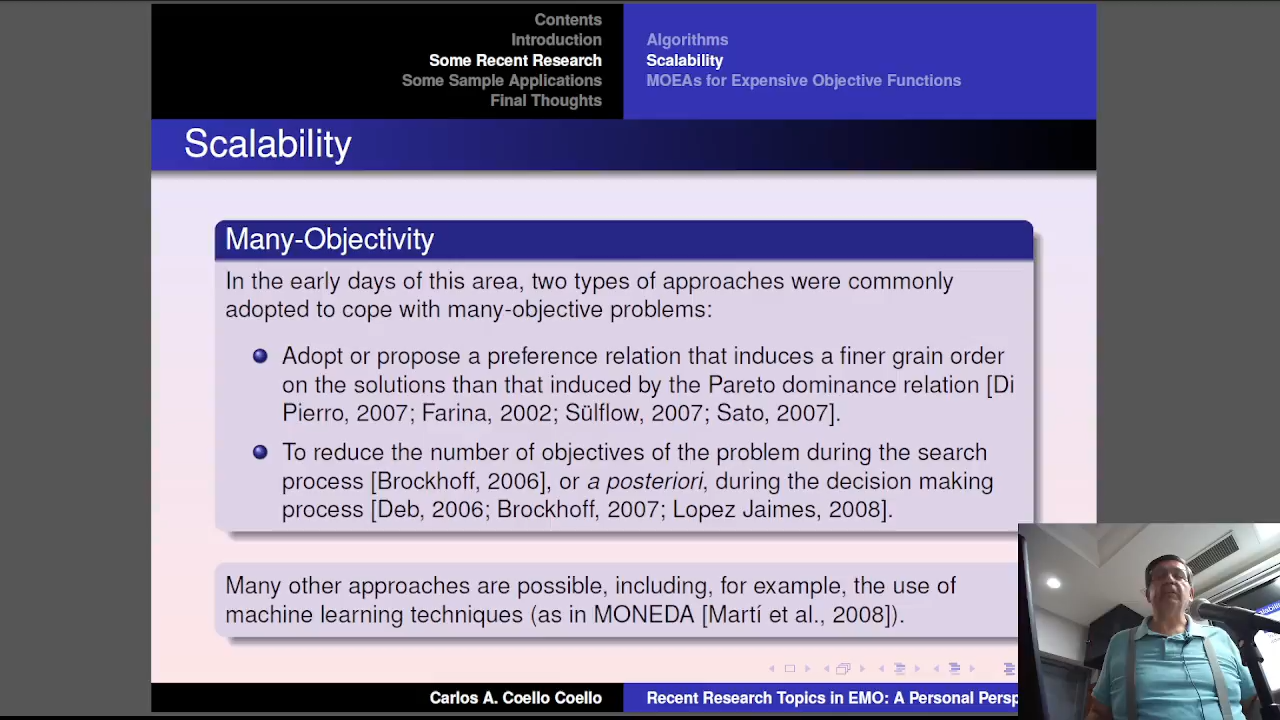 Contents
Introduction
Some Recent Research
Some Sample Applications
Final Thoughts
Algorithms
Scalability
MOEAs for Expensive Objective Functions
Scalability
Many-Objectivity
In the early days of this area, two types of approaches were commonly
adopted to cope with many-objective problems:
Adopt or propose a preference relation that induces a finer grain order
on the solutions than that induced by the Pareto dominance relation [Di
Pierro, 2007; Farina, 2002; Sülflow, 2007; Sato, 2007].
To reduce the number of objectives of the problem during the search
process [Brockhoff, 2006], or a posteriori, during the decision making
process [Deb, 2006; Brockhoff, 2007; Lopez Jaimes, 2008].
Many other approaches are possible, including, for example, the use of
machine learning techniques (as in MONEDA [Martí et al., 2008]).
Carlos A. Coello Coello
Recent Research Topics in EMO: A Personal Persp